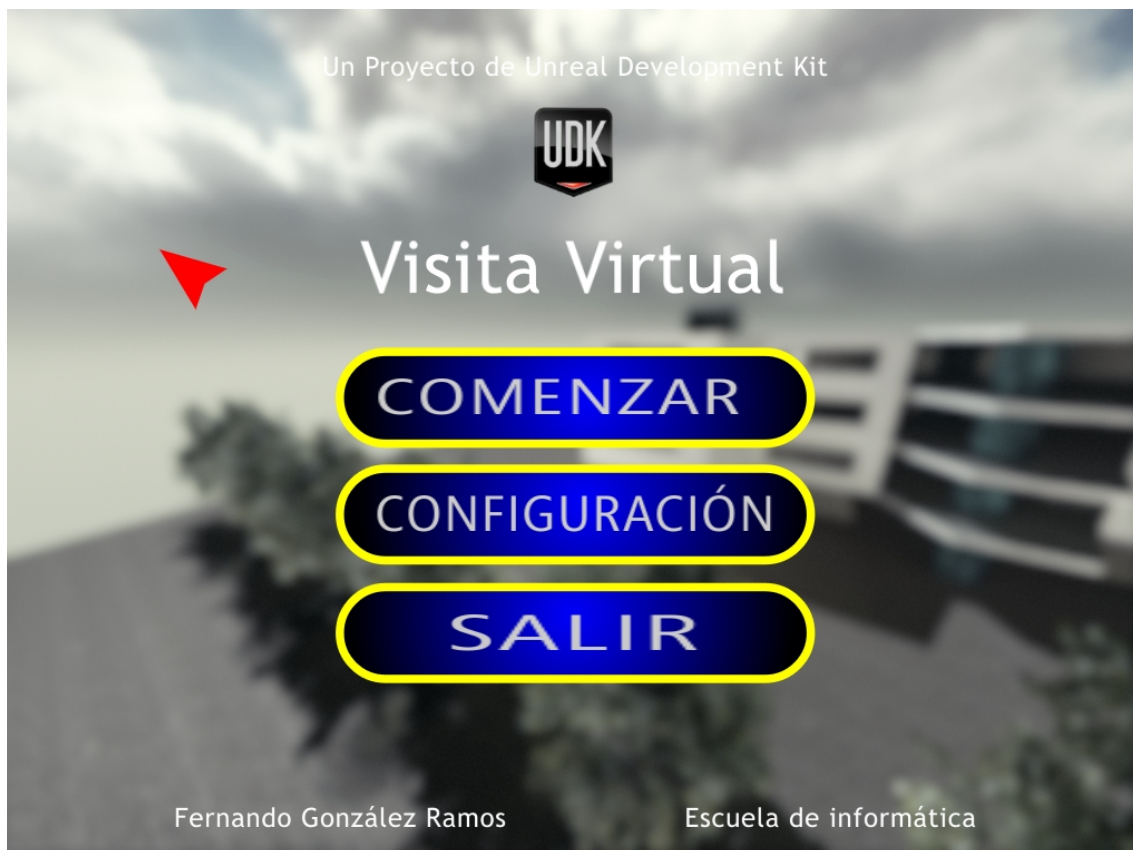 Un Proyecto de Unreal Development Kit
UDK
Visita Virtual
COMENZAR
CONFIGURACIÓN
SALIR
Fernando González Ramos
Escuela de informática